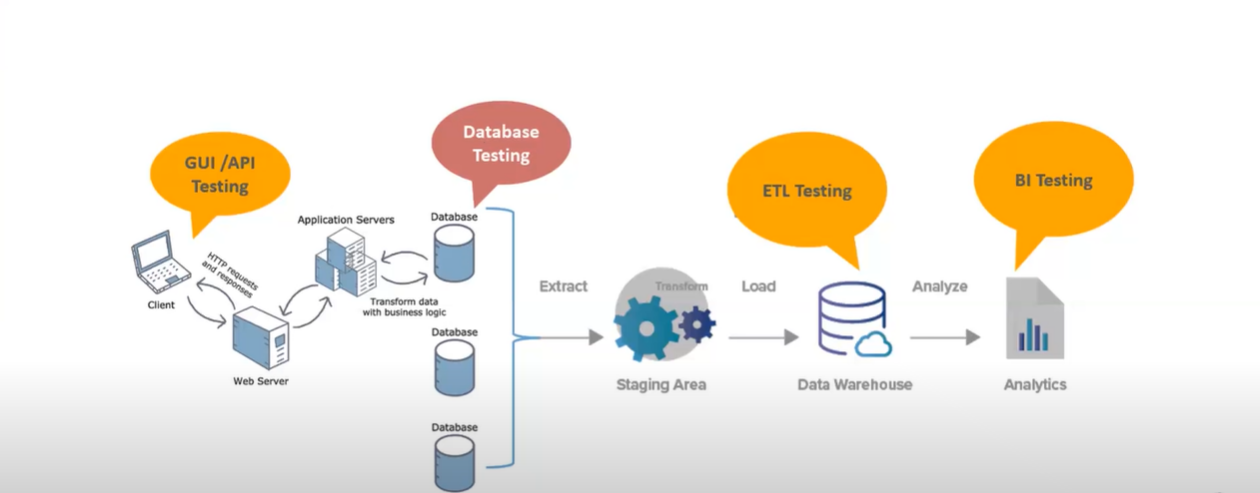 GUI /API
Testing
Database
Testing
ETL Testing
BI Testing
Application Servers
Database
HTTP requests
and responses
Client
Transform data
with business logic
Web Server
Database
Database
Extract
Transform
Load
Analyze
Staging Area
Data Warehouse
Analytics